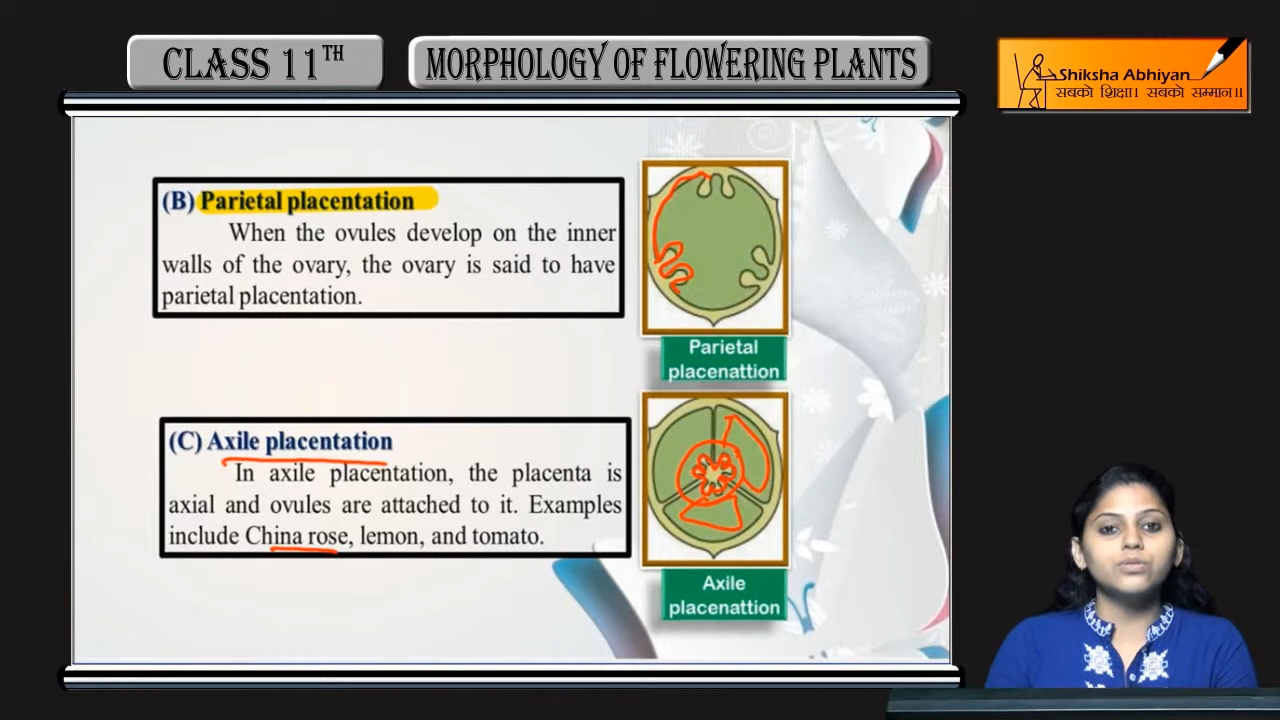 CLASS 11TH
MORPHOLOGY OF FLOWERING PLANTS
Shiksha Abhiyan
सबको शिक्षा। सबको सम्मान।।
(B) Parietal placentation
When the ovules develop on the inner
walls of the ovary, the ovary is said to have
parietal placentation.
Parietal
placenattion
(C) Axile placentation
In axile placentation, the placenta is
axial and ovules are attached to it. Examples
include China rose, lemon, and tomato.
Axile
placenattion